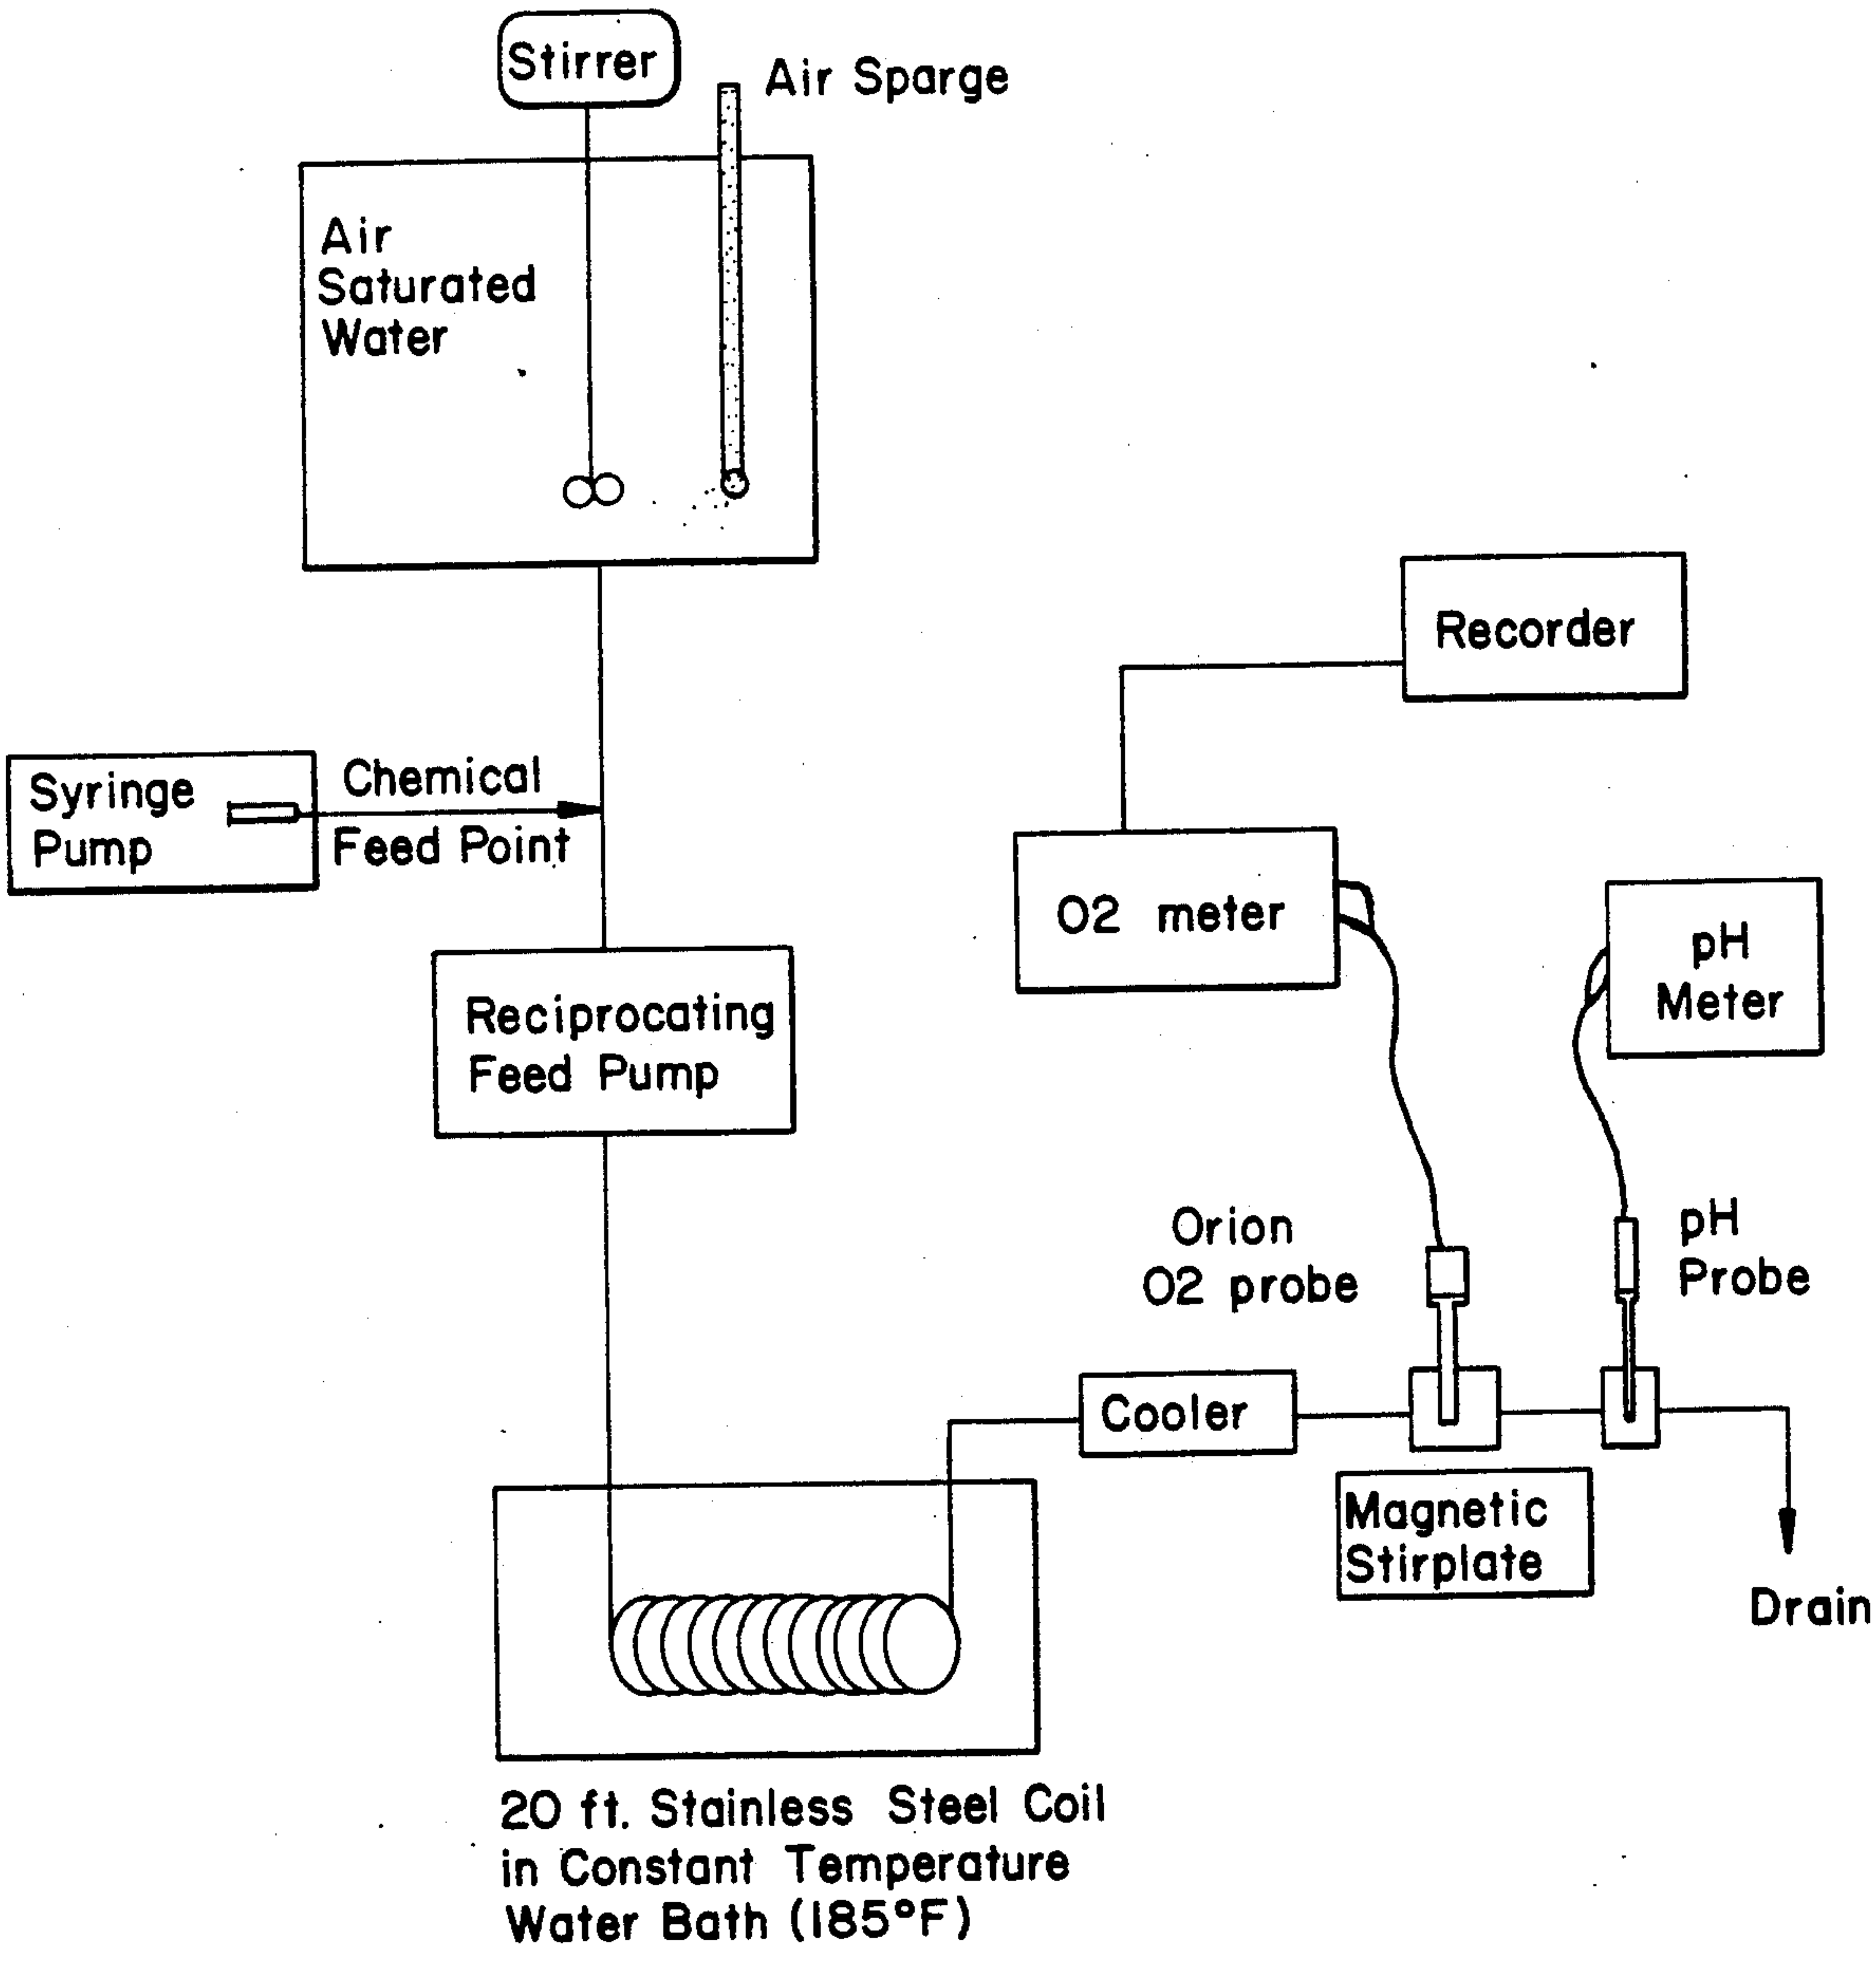 Stirrer
Air Sparge
Air
Saturated
Water
Recorder
Syringe
Pump
Chemical
Feed Point
O2 meter
pH
Meter
Reciprocating
Feed Pump
Orion
O2 probe
pH
Probe
Cooler
Magnetic
Stirplate
Drain
20 ft. Stainless Steel Coil
in Constant Temperature
Water Bath (185°F)